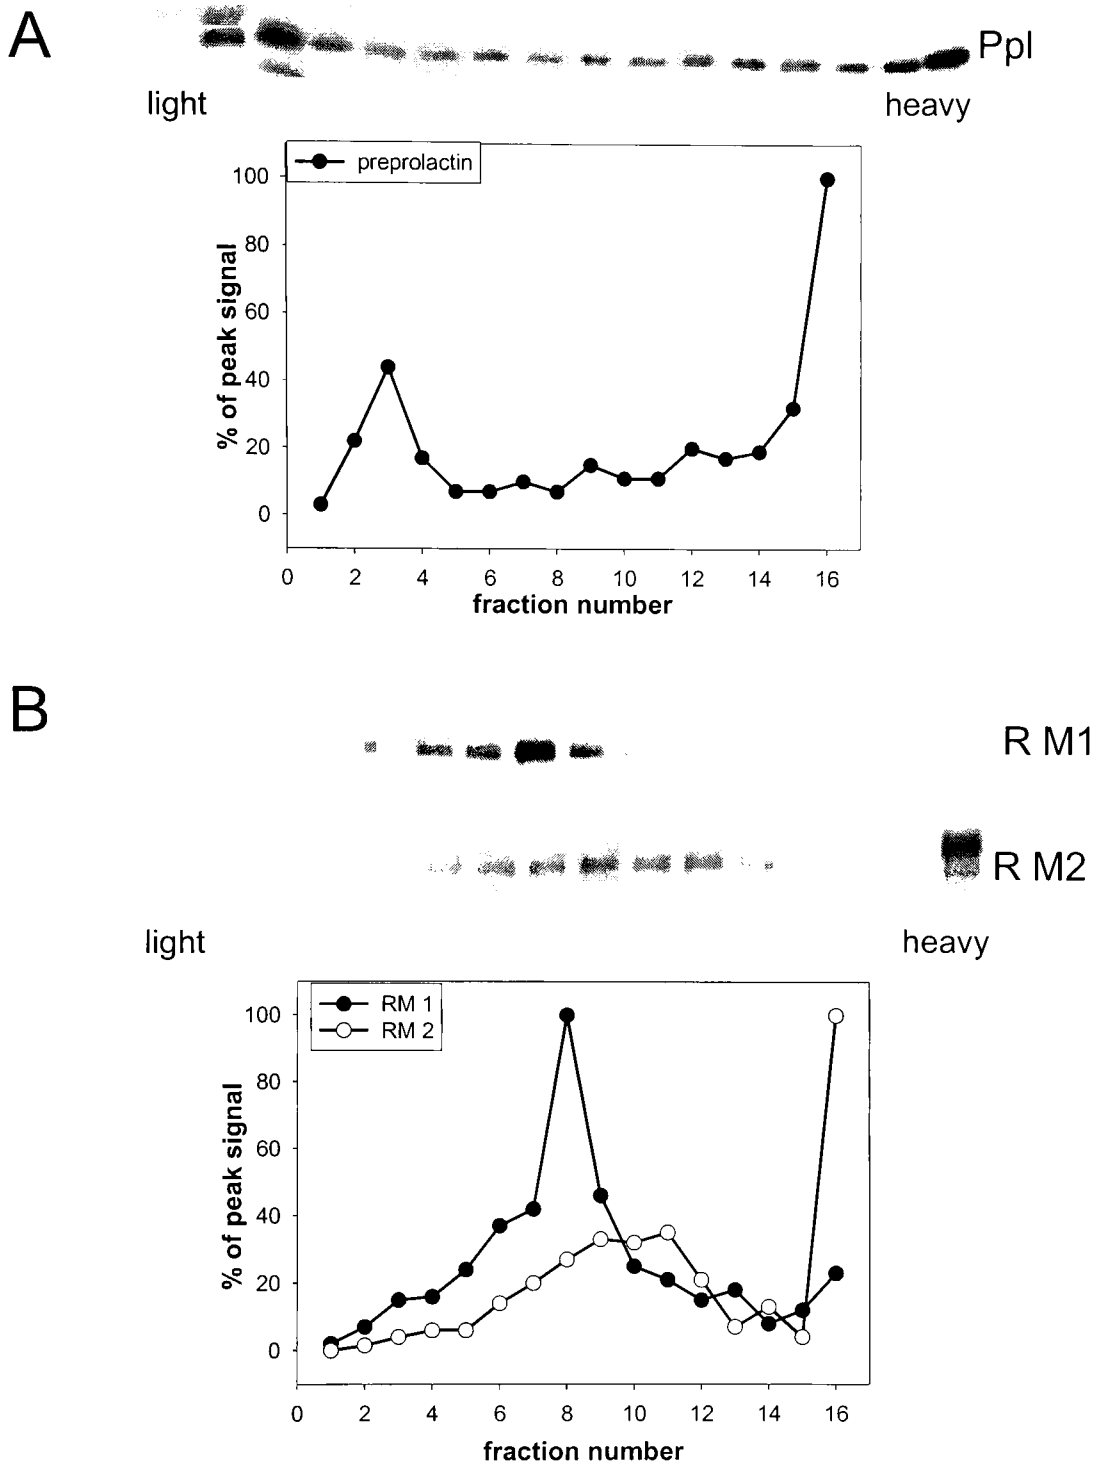 A
Ppl
light heavy
preprolactin
100
80
60
40
20
0
% of peak signal
0 2 4 6 8 10 12 14 16
fraction number
B
R M1
R M2
light heavy
RM 1
RM 2
100
80
60
40
20
0
% of peak signal
0 2 4 6 8 10 12 14 16
fraction number